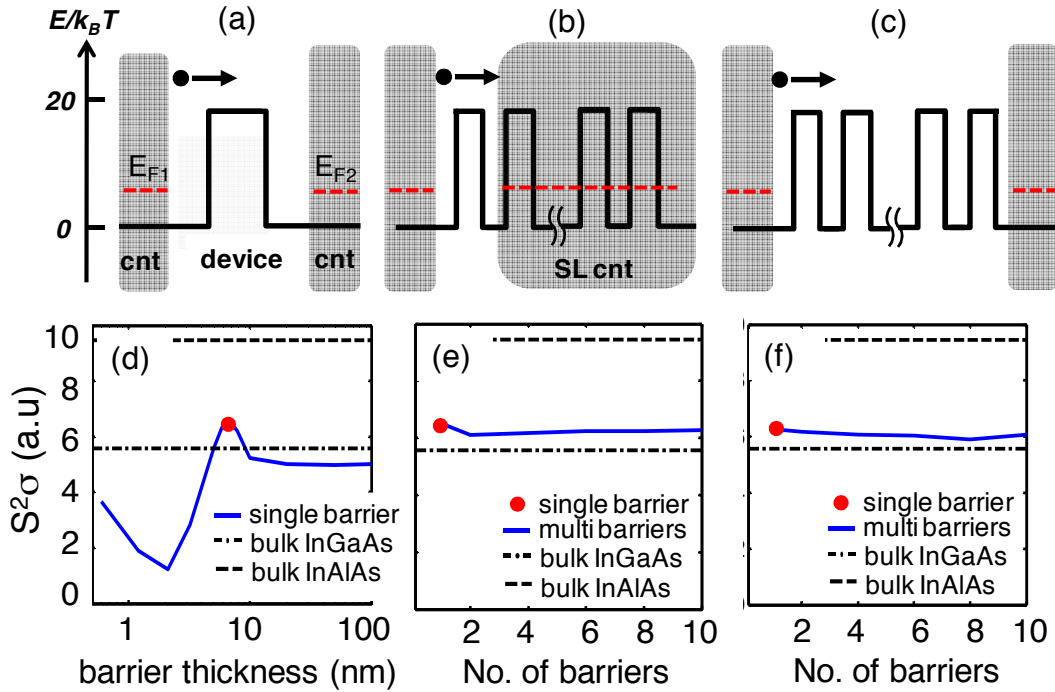 E/k_BT
(a)
(b)
(c)
20
0
E_F1
E_F2
cnt
device
cnt
SL cnt
S²σ (a.u)
10
8
6
4
2
0
(d)
single barrier
bulk InGaAs
bulk InAlAs
1
10
100
barrier thickness (nm)
(e)
single barrier
multi barriers
bulk InGaAs
bulk InAlAs
2
4
6
8
10
No. of barriers
(f)
single barrier
multi barriers
bulk InGaAs
bulk InAlAs
2
4
6
8
10
No. of barriers